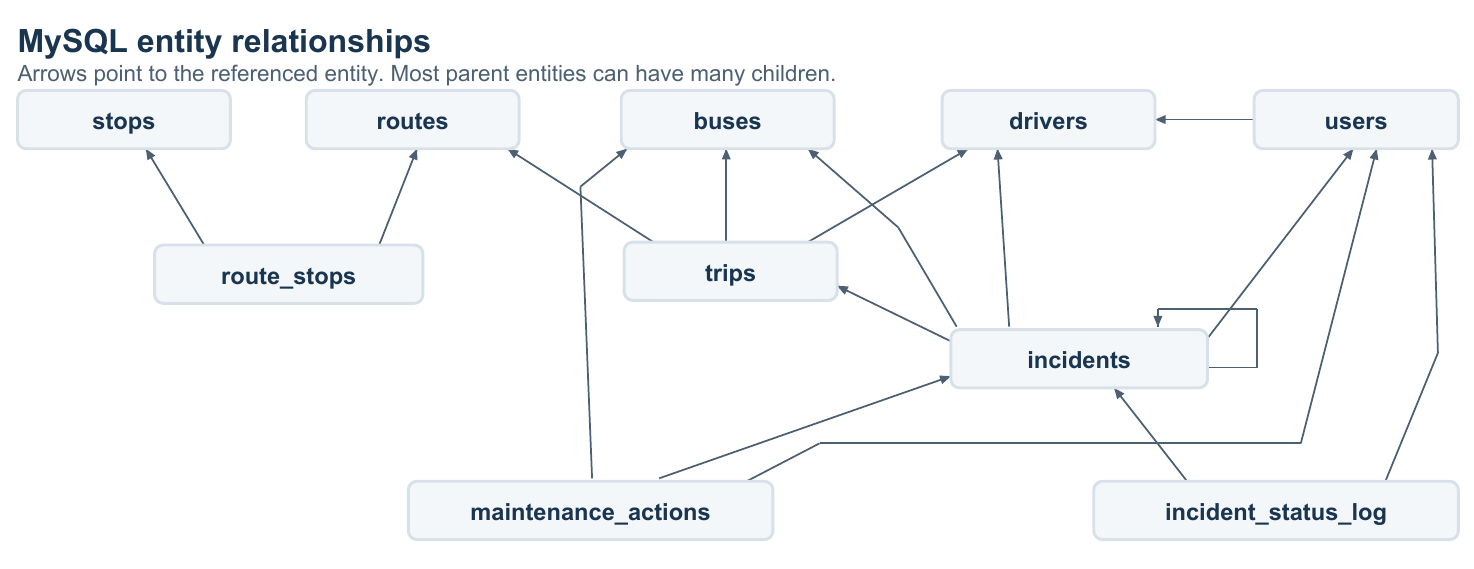 MySQL entity relationships
Arrows point to the referenced entity. Most parent entities can have many children.
stops
routes
buses
drivers
users
route_stops
trips
incidents
maintenance_actions
incident_status_log